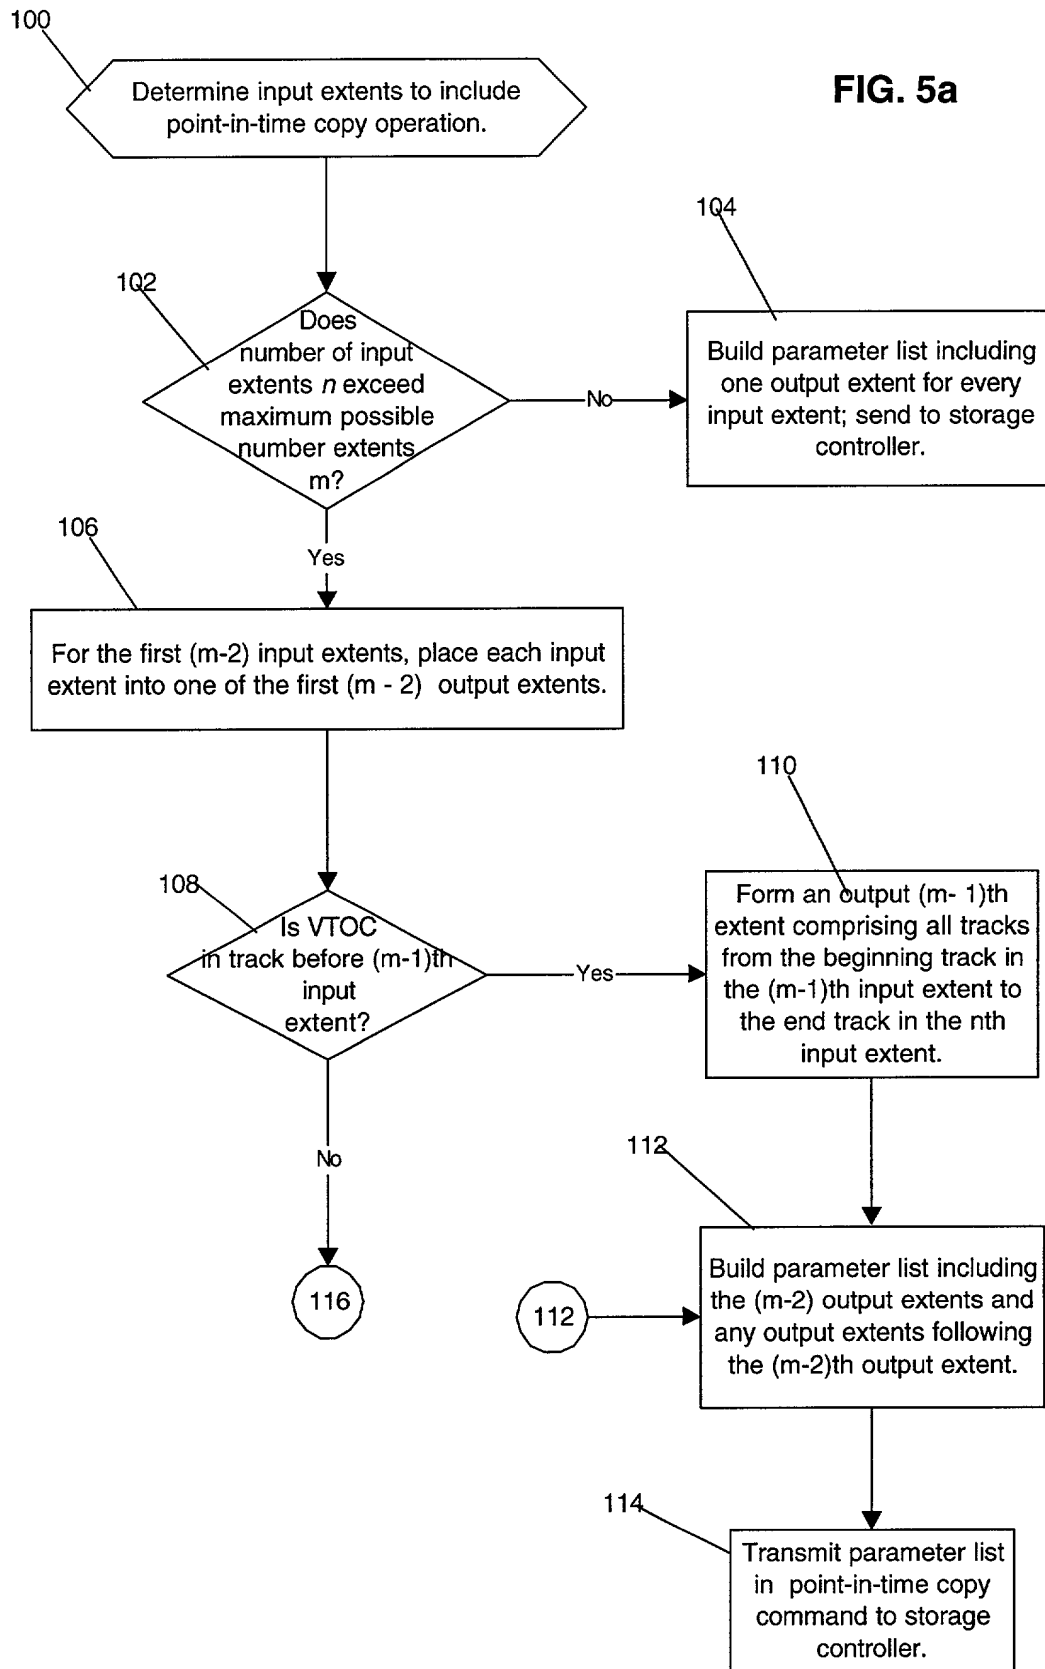 100
FIG. 5a
Determine input extents to include
point-in-time copy operation.
104
102
Does
number of input
extents n exceed
maximum possible
number extents
m?
No
Build parameter list including
one output extent for every
input extent; send to storage
controller.
106
Yes
For the first (m-2) input extents, place each input
extent into one of the first (m - 2) output extents.
110
108
Is VTOC
in track before (m-1)th
input
extent?
Yes
Form an output (m- 1)th
extent comprising all tracks
from the beginning track in
the (m-1)th input extent to
the end track in the nth
input extent.
No
112
116
112
Build parameter list including
the (m-2) output extents and
any output extents following
the (m-2)th output extent.
114
Transmit parameter list
in point-in-time copy
command to storage
controller.